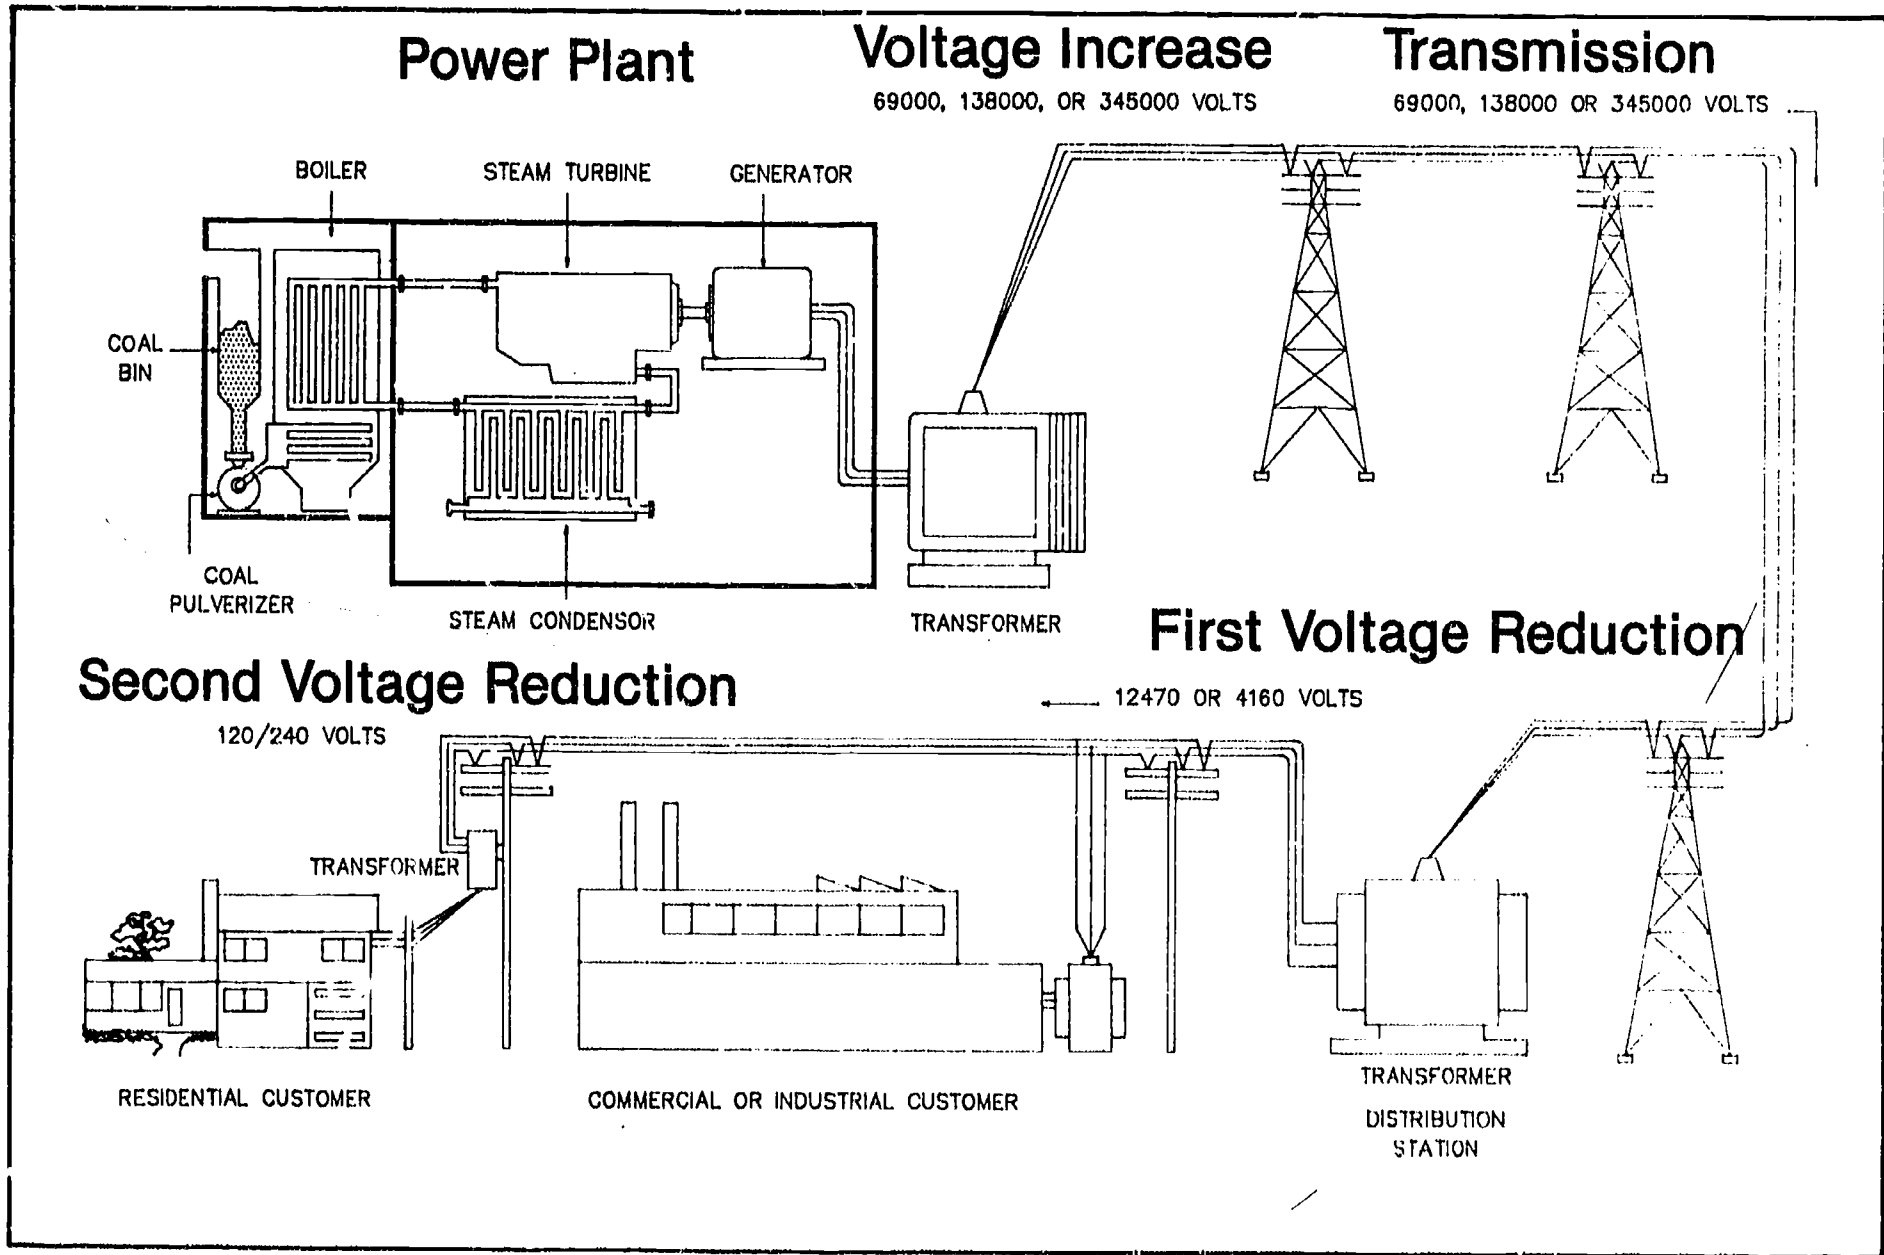 Power Plant
Voltage Increase
69000, 138000, OR 345000 VOLTS
Transmission
69000, 138000 OR 345000 VOLTS
BOILER
STEAM TURBINE
GENERATOR
COAL
BIN
COAL
PULVERIZER
STEAM CONDENSOR
TRANSFORMER
First Voltage Reduction
12470 OR 4160 VOLTS
Second Voltage Reduction
120/240 VOLTS
TRANSFORMER
RESIDENTIAL CUSTOMER
COMMERCIAL OR INDUSTRIAL CUSTOMER
TRANSFORMER
DISTRIBUTION
STATION